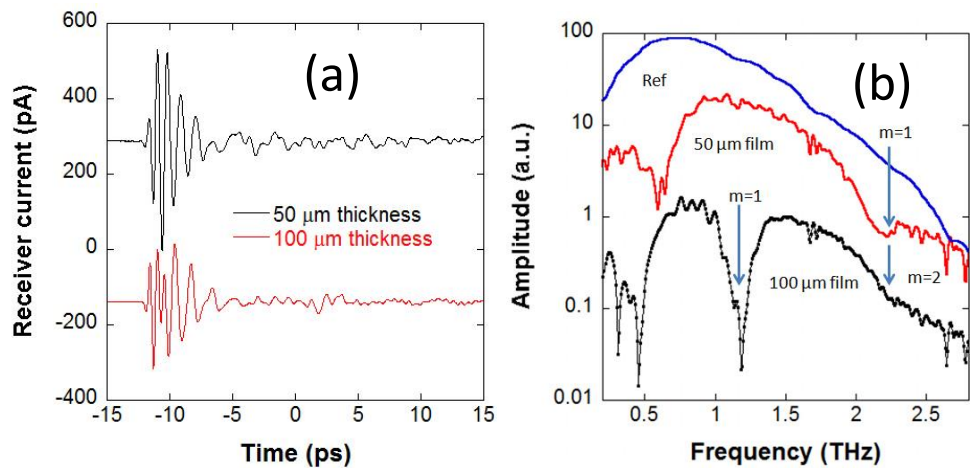 (a)
Receiver current (pA)
600
400
200
0
-200
-400
50 μm thickness
100 μm thickness
-15
-10
-5
0
5
10
15
Time (ps)
(b)
Amplitude (a.u.)
100
10
1
0.1
0.01
Ref
50 μm film
m=1
m=1
100 μm film
m=2
0.5
1
1.5
2
2.5
Frequency (THz)